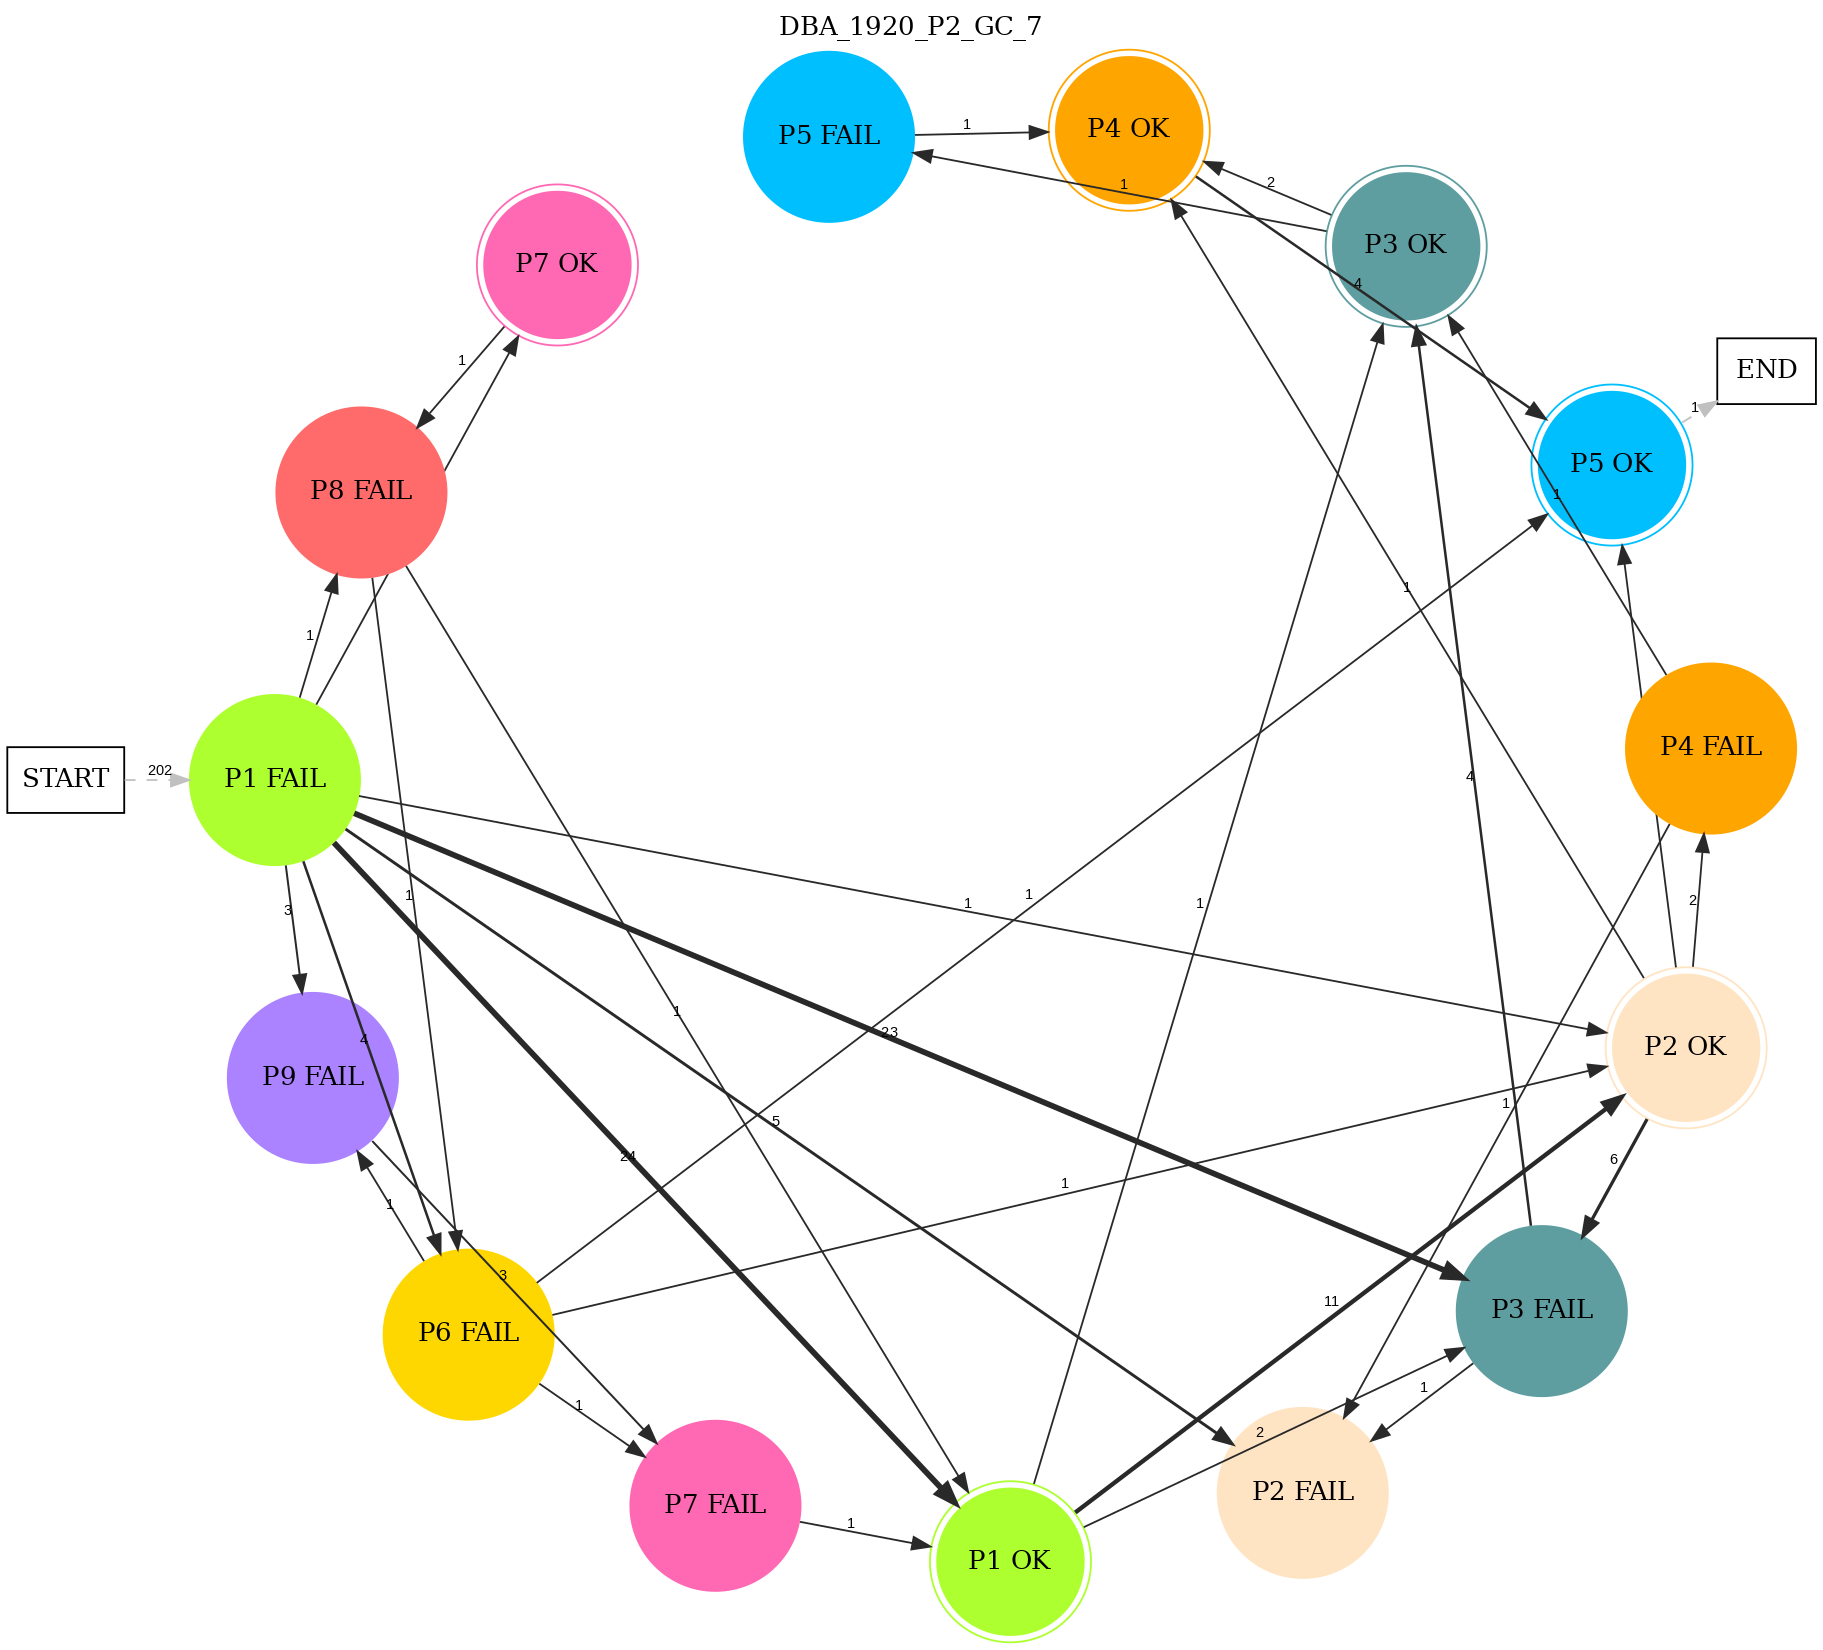 DBA_1920_P2_GC_7
P5 FAIL
1
P4 OK
1
2
P3 OK
P7 OK
4
1
END
1
P5 OK
P8 FAIL
1
1
1
P4 FAIL
START
202
P1 FAIL
4
1
3
1
1
1
2
1
23
P2 OK
1
4
P9 FAIL
5
1
24
6
1
1
3
11
P3 FAIL
P6 FAIL
1
1
2
P2 FAIL
P7 FAIL
1
P1 OK